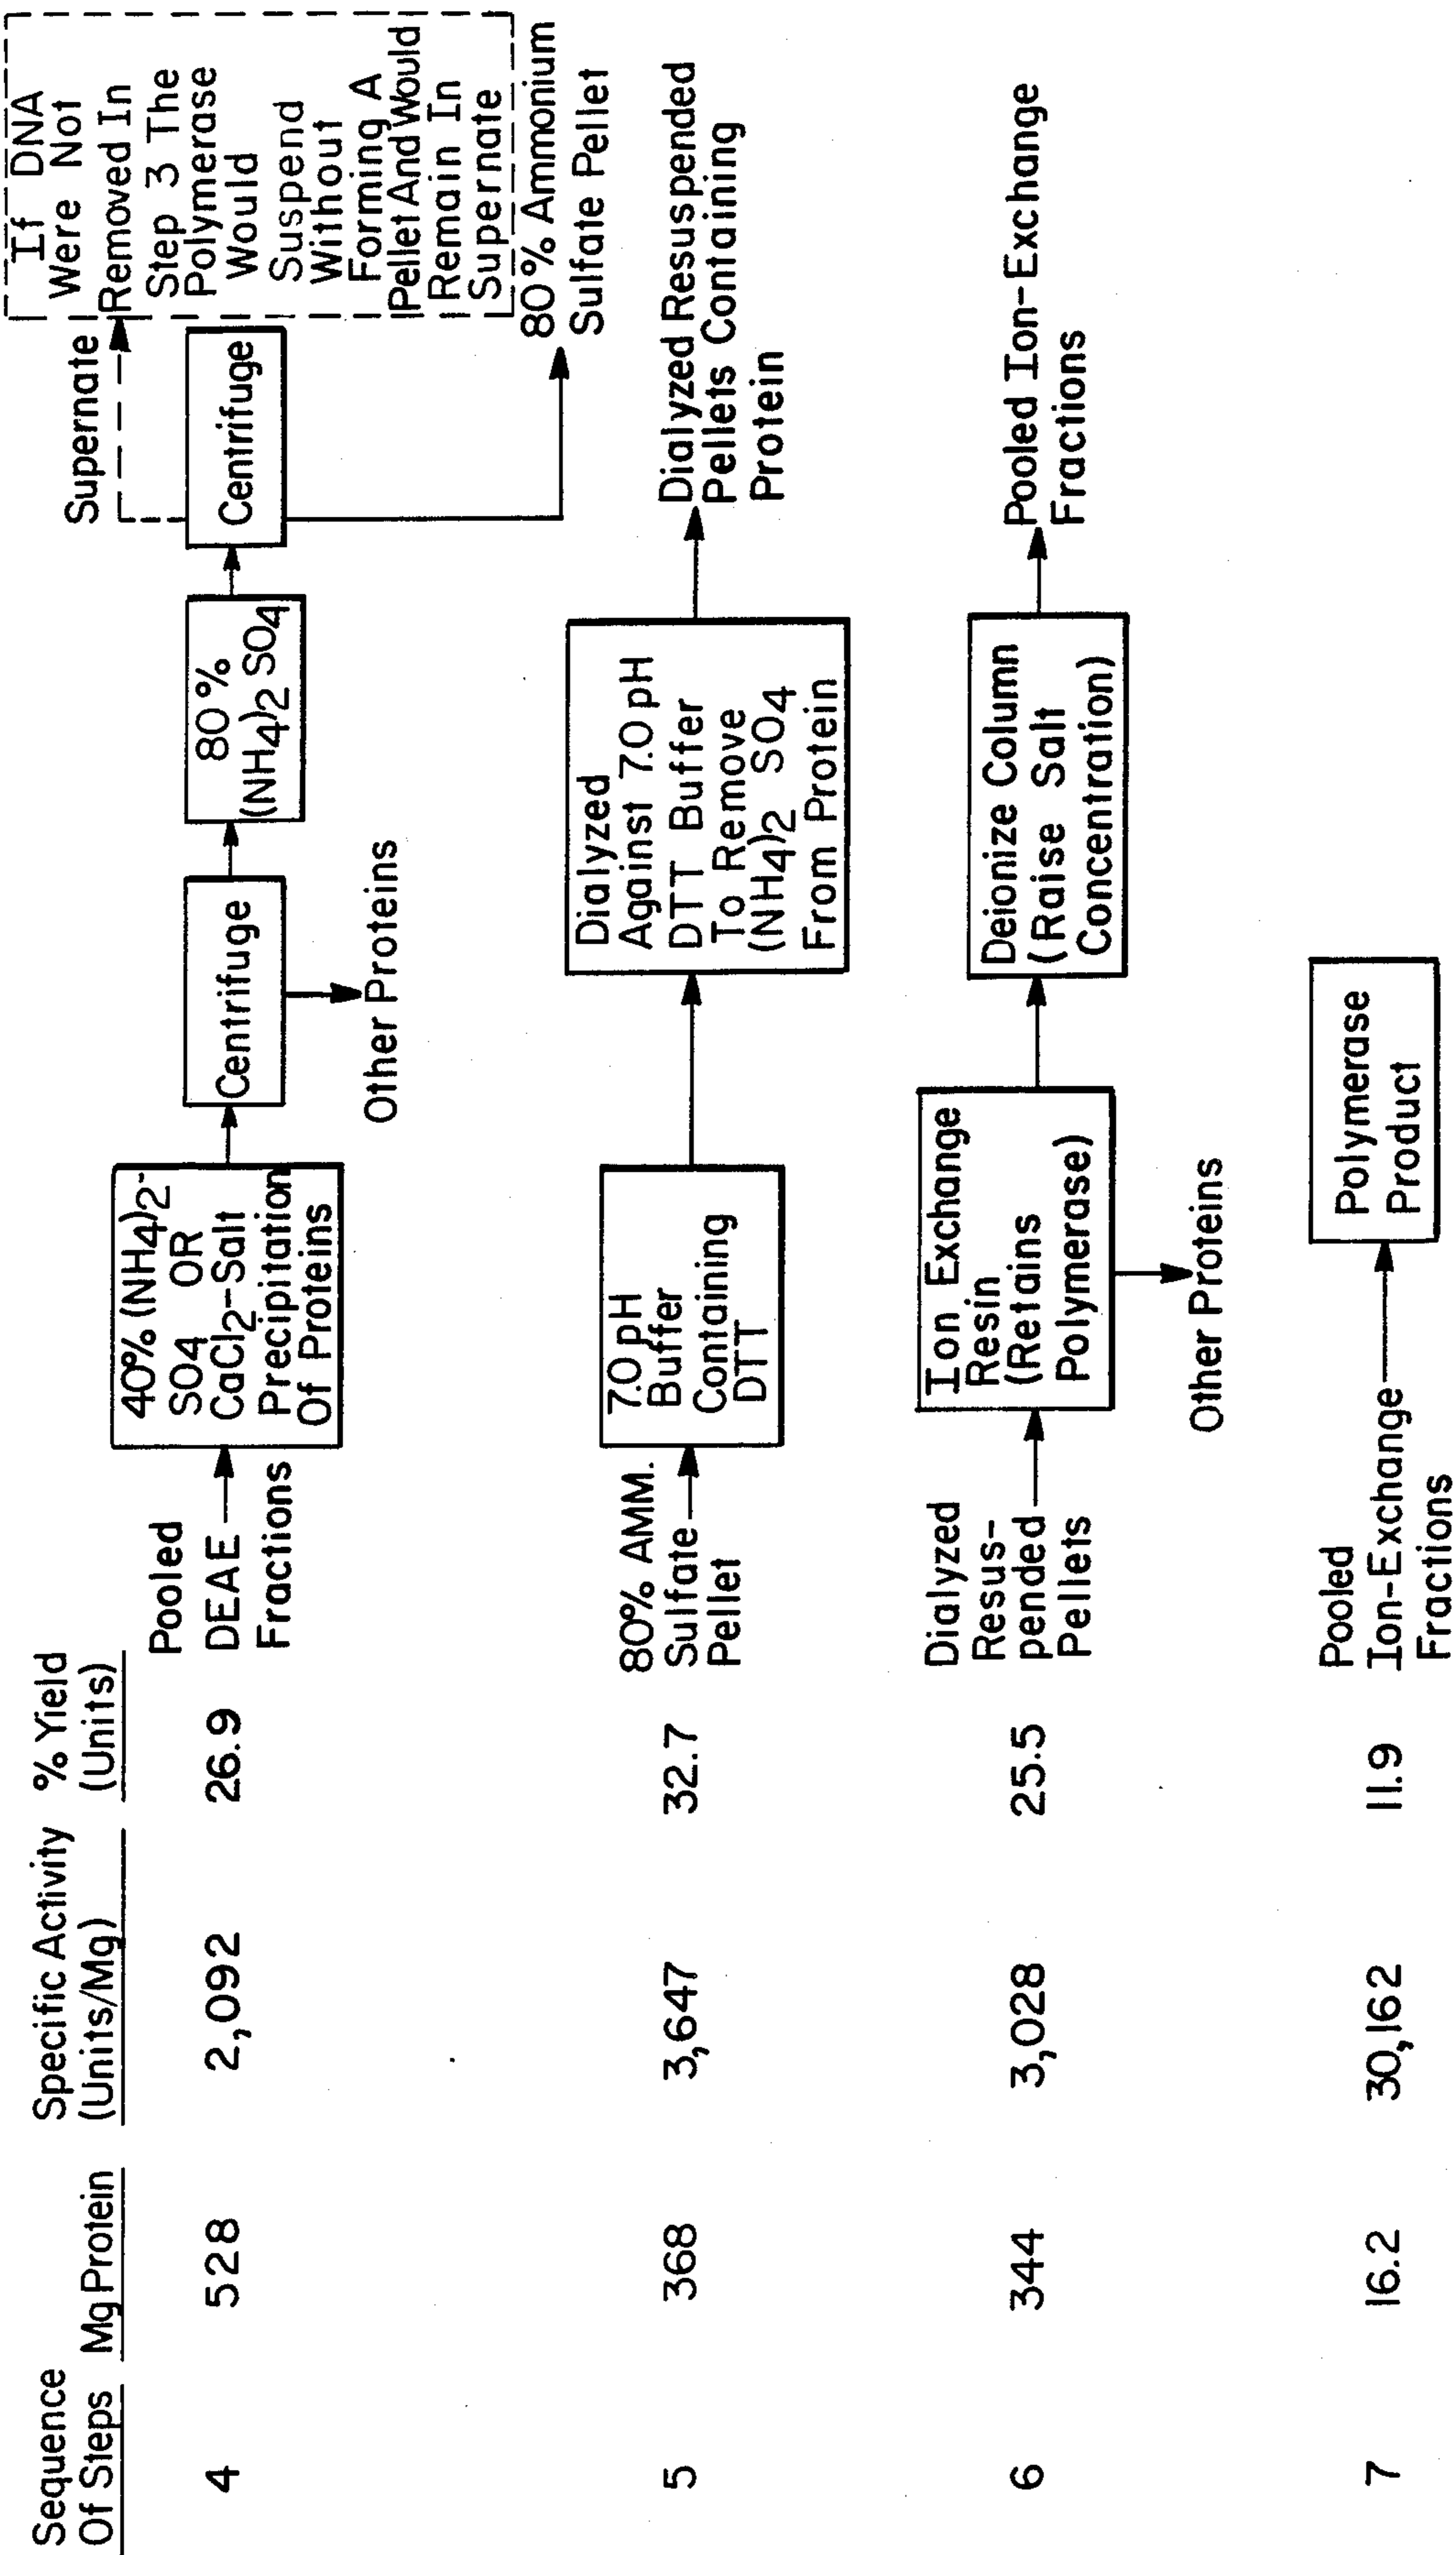 Sequence
Of Steps
Mg Protein
Specific Activity
(Units/Mg)
% Yield
(Units)
4
528
2,092
26.9
Pooled
DEAE
Fractions
40% (NH4)2-
SO4 OR
CaCl2-Salt
Precipitation
Of Proteins
Centrifuge
Other Proteins
80%
(NH4)2 SO4
Centrifuge
Supernate
If DNA
Were Not
Removed In
Step 3 The
Polymerase
Would
Suspend
Without
Forming A
Pellet And Would
Remain In
Supernate
80% Ammonium
Sulfate Pellet
5
368
3,647
32.7
80% AMM.
Sulfate
Pellet
7.0 pH
Buffer
Containing
DTT
Dialyzed
Against 7.0 pH
DTT Buffer
To Remove
(NH4)2 SO4
From Protein
Dialyzed Resuspended
Pellets Containing
Protein
6
344
3,028
25.5
Dialyzed
Resus-
pended
Pellets
Ion Exchange
Resin
(Retains
Polymerase)
Other Proteins
Deionize Column
(Raise Salt
Concentration)
Pooled Ion-Exchange
Fractions
7
16.2
30,162
11.9
Pooled
Ion-Exchange
Fractions
Polymerase
Product